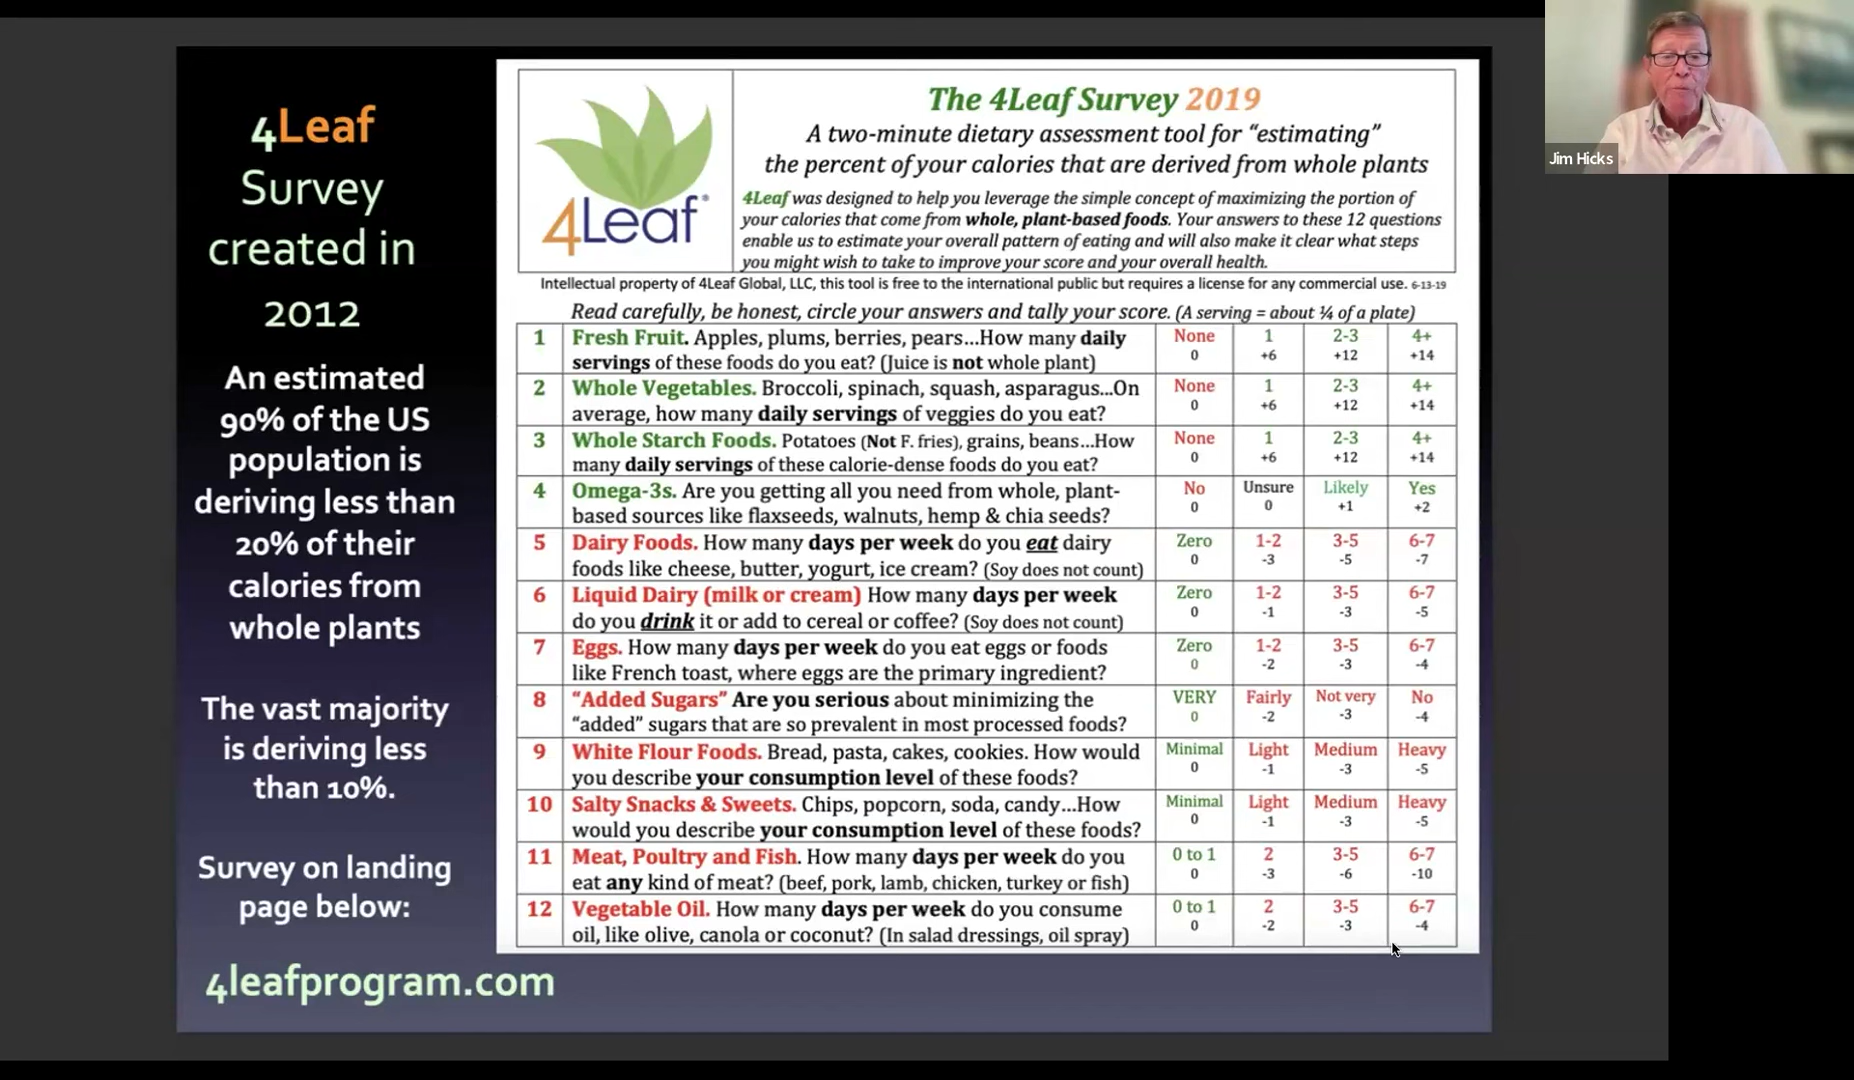 4Leaf
Survey
created in
2012
An estimated
90% of the US
population is
deriving less than
20% of their
calories from
whole plants
The vast majority
is deriving less
than 10%.
Survey on landing
page below:
4leafprogram.com
4Leaf®
The 4Leaf Survey 2019
A two-minute dietary assessment tool for “estimating”
the percent of your calories that are derived from whole plants
4Leaf was designed to help you leverage the simple concept of maximizing the portion of
your calories that come from whole, plant-based foods. Your answers to these 12 questions
enable us to estimate your overall pattern of eating and will also make it clear what steps
you might wish to take to improve your score and your overall health.
Intellectual property of 4Leaf Global, LLC, this tool is free to the international public but requires a license for any commercial use. 6-13-19
Read carefully, be honest, circle your answers and tally your score. (A serving = about ¼ of a plate)
1 Fresh Fruit. Apples, plums, berries, pears...How many daily None 1 2-3 4+
servings of these foods do you eat? (Juice is not whole plant) 0 +6 +12 +14
2 Whole Vegetables. Broccoli, spinach, squash, asparagus...On None 1 2-3 4+
average, how many daily servings of veggies do you eat? 0 +6 +12 +14
3 Whole Starch Foods. Potatoes (Not F. fries), grains, beans...How None 1 2-3 4+
many daily servings of these calorie-dense foods do you eat? 0 +6 +12 +14
4 Omega-3s. Are you getting all you need from whole, plant- No Unsure Likely Yes
based sources like flaxseeds, walnuts, hemp & chia seeds? 0 0 +1 +2
5 Dairy Foods. How many days per week do you eat dairy Zero 1-2 3-5 6-7
foods like cheese, butter, yogurt, ice cream? (Soy does not count) 0 -3 -5 -7
6 Liquid Dairy (milk or cream) How many days per week Zero 1-2 3-5 6-7
do you drink it or add to cereal or coffee? (Soy does not count) 0 -1 -3 -5
7 Eggs. How many days per week do you eat eggs or foods Zero 1-2 3-5 6-7
like French toast, where eggs are the primary ingredient? 0 -2 -3 -4
8 “Added Sugars” Are you serious about minimizing the VERY Fairly Not very No
“added” sugars that are so prevalent in most processed foods? 0 -2 -3 -4
9 White Flour Foods. Bread, pasta, cakes, cookies. How would Minimal Light Medium Heavy
you describe your consumption level of these foods? 0 -1 -3 -5
10 Salty Snacks & Sweets. Chips, popcorn, soda, candy...How Minimal Light Medium Heavy
would you describe your consumption level of these foods? 0 -1 -3 -5
11 Meat, Poultry and Fish. How many days per week do you 0 to 1 2 3-5 6-7
eat any kind of meat? (beef, pork, lamb, chicken, turkey or fish) 0 -3 -6 -10
12 Vegetable Oil. How many days per week do you consume 0 to 1 2 3-5 6-7
oil, like olive, canola or coconut? (In salad dressings, oil spray) 0 -2 -3 -4
Jim Hicks